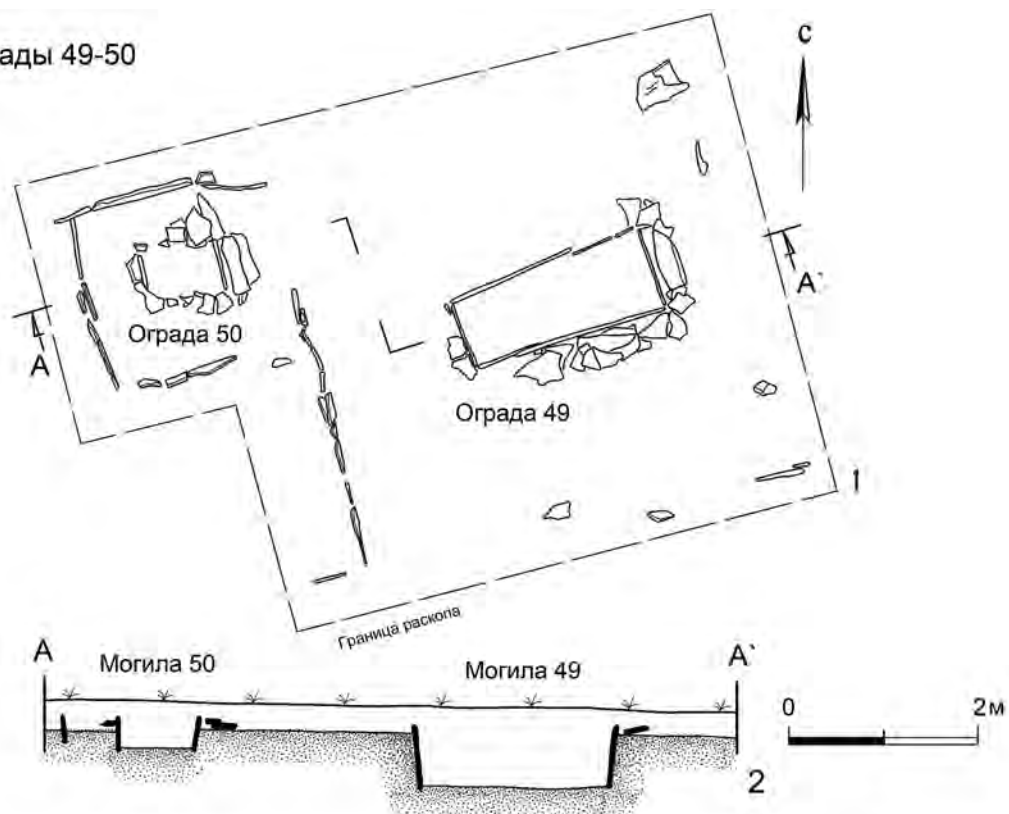 ады 49-50
С
А`
Ограда 50
А
Ограда 49
1
Граница раскопа
А
Могила 50
Могила 49
А`
0
2м
2